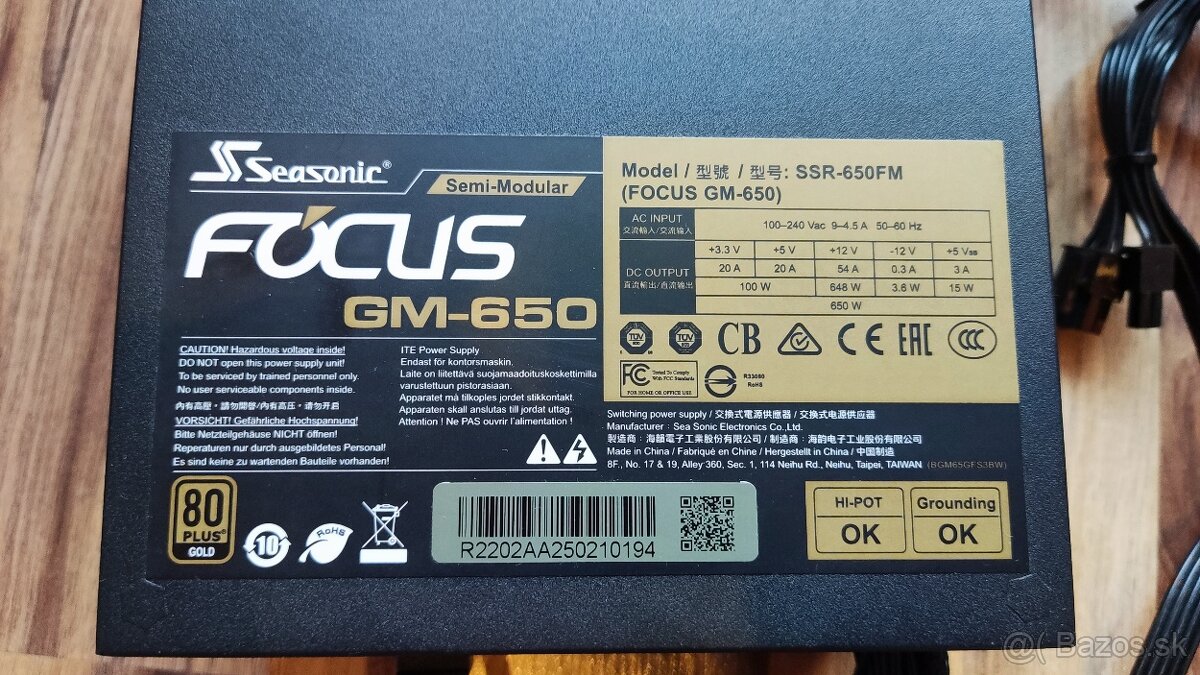 SEASONIC®
Semi-Modular
FOCUS
GM-650
CAUTION! Hazardous voltage inside!
DO NOT open this power supply unit!
To be serviced by trained personnel only.
No user serviceable components inside.
內有高壓，請勿開啓/内有高压，请勿开启
VORSICHT! Gefährliche Hochspannung!
Bitte Netzteilgehäuse NICHT öffnen!
Reperaturen nur durch ausgebildetes Personal!
Es sind keine zu wartenden Bauteile vorhanden!
ITE Power Supply
Endast för kontorsmaskin.
Laite on liitettävä suojamaadoituskoskettimilla
varustettuun pistorasiaan.
Apparatet må tilkoples jordet stikkontakt.
Apparaten skall anslutas till jordat uttag.
Attention ! Ne PAS ouvrir l'alimentation !
80
PLUS®
GOLD
10
RoHS
R2202AA250210194
Model / 型號 / 型号: SSR-650FM
(FOCUS GM-650)
AC INPUT
交流輸入/交流输入
100–240 Vac 9–4.5 A 50–60 Hz
DC OUTPUT
直流輸出/直流输出
+3.3 V +5 V +12 V -12 V +5 VSB
20 A 20 A 54 A 0.3 A 3 A
100 W 648 W 3.6 W 15 W
650 W
TÜV TÜV CB CE EAC CCC
FC Tested To Comply
With FCC Standards
FOR HOME OR OFFICE USE
R33080
RoHS
Switching power supply / 交換式電源供應器 / 交换式电源供应器
Manufacturer : Sea Sonic Electronics Co.,Ltd.
製造商 : 海韻電子工業股份有限公司 / 制造商 : 海韵电子工业股份有限公司
Made in China / Fabriqué en Chine / Hergestellt in China / 中国制造
8F., No. 17 & 19, Alley 360, Sec. 1, 114 Neihu Rd., Neihu, Taipei, TAIWAN (BGM65GFS3BW)
HI-POT
OK
Grounding
OK
@( Bazos.sk